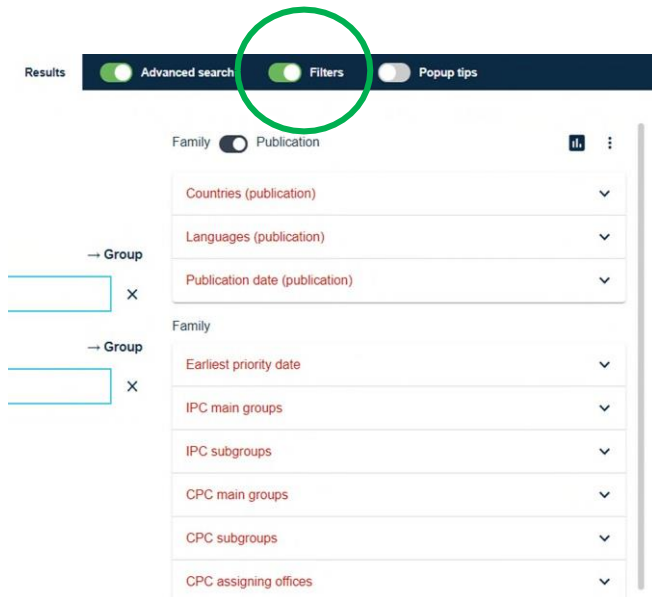 Results Advanced search Filters Popup tips
Family Publication
Countries (publication)
Languages (publication)
→ Group
Publication date (publication)
Family
→ Group
Earliest priority date
IPC main groups
IPC subgroups
CPC main groups
CPC subgroups
CPC assigning offices